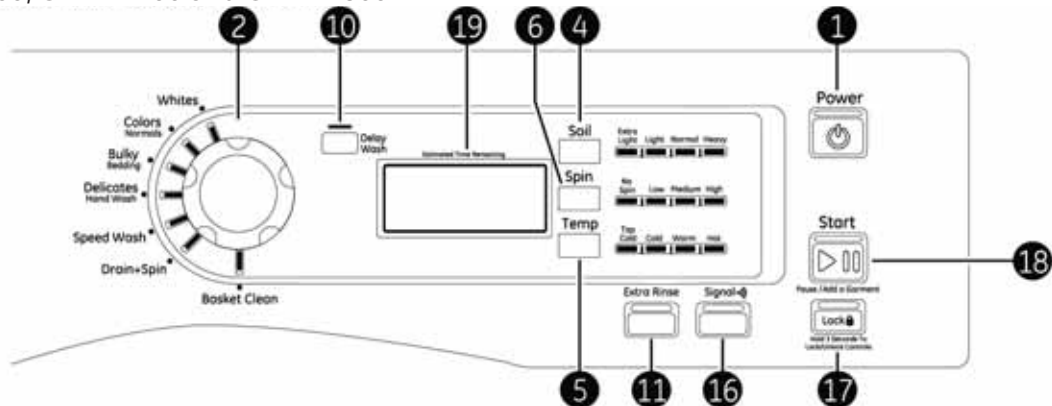 2
10
19
6
4
1
Whites
Colors
Normals
Bulky
Bedding
Delicates
Hand Wash
Speed Wash
Drain+Spin
Basket Clean
Delay
Wash
Estimated Time Remaining
Soil
Extra
Light
Light
Normal
Heavy
Spin
No
Spin
Low
Medium
High
Temp
Tap
Cold
Cold
Warm
Hot
Power
Start
Pause/Add a Garment
18
Extra Rinse
Signal
Lock
Hold 3 Seconds To
Lock/Unlock Controls
5
11
16
17